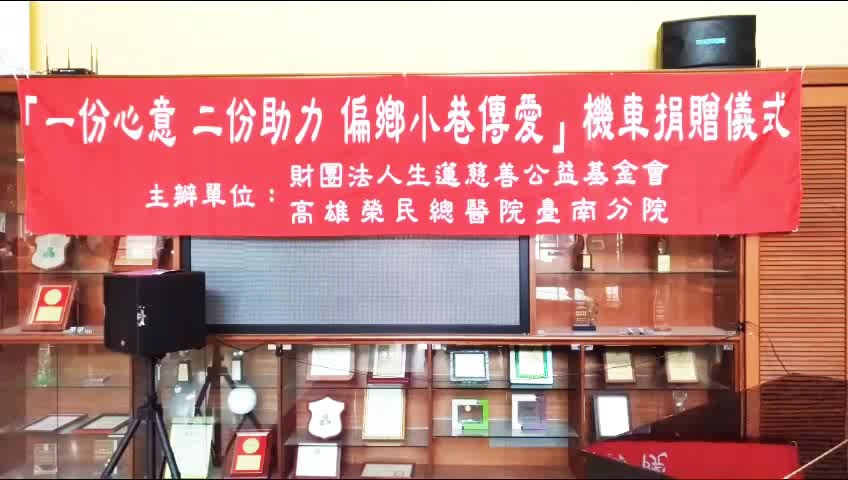 「一份心意 二份助力 偏鄉小巷傳愛」機車捐贈儀式
主辦單位：
財團法人生蓮慈善公益基金會
高雄榮民總醫院臺南分院